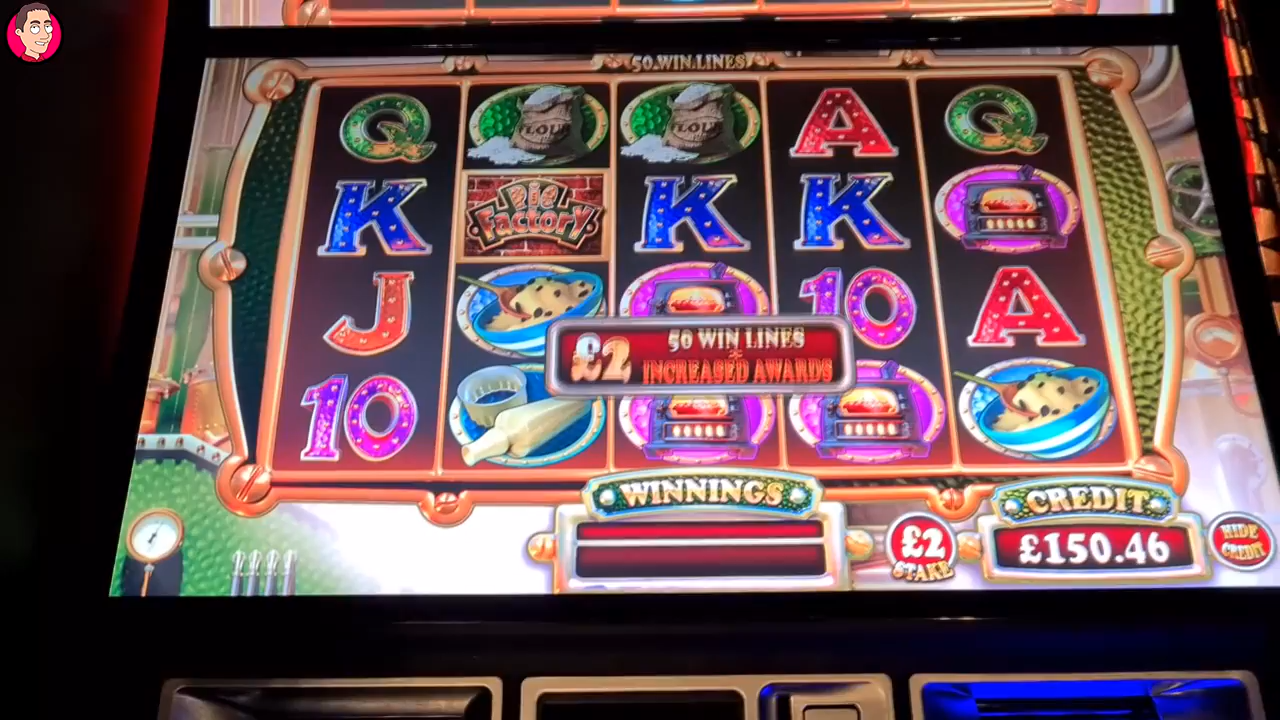 50 WIN LINES
Q
FLOUR
FLOUR
A
Q
K
Pie
Factory
K
K
J
10
A
£2
50 WIN LINES
INCREASED AWARDS
10
WINNINGS
£2
STAKE
CREDIT
£150.46
HIDE
CREDIT